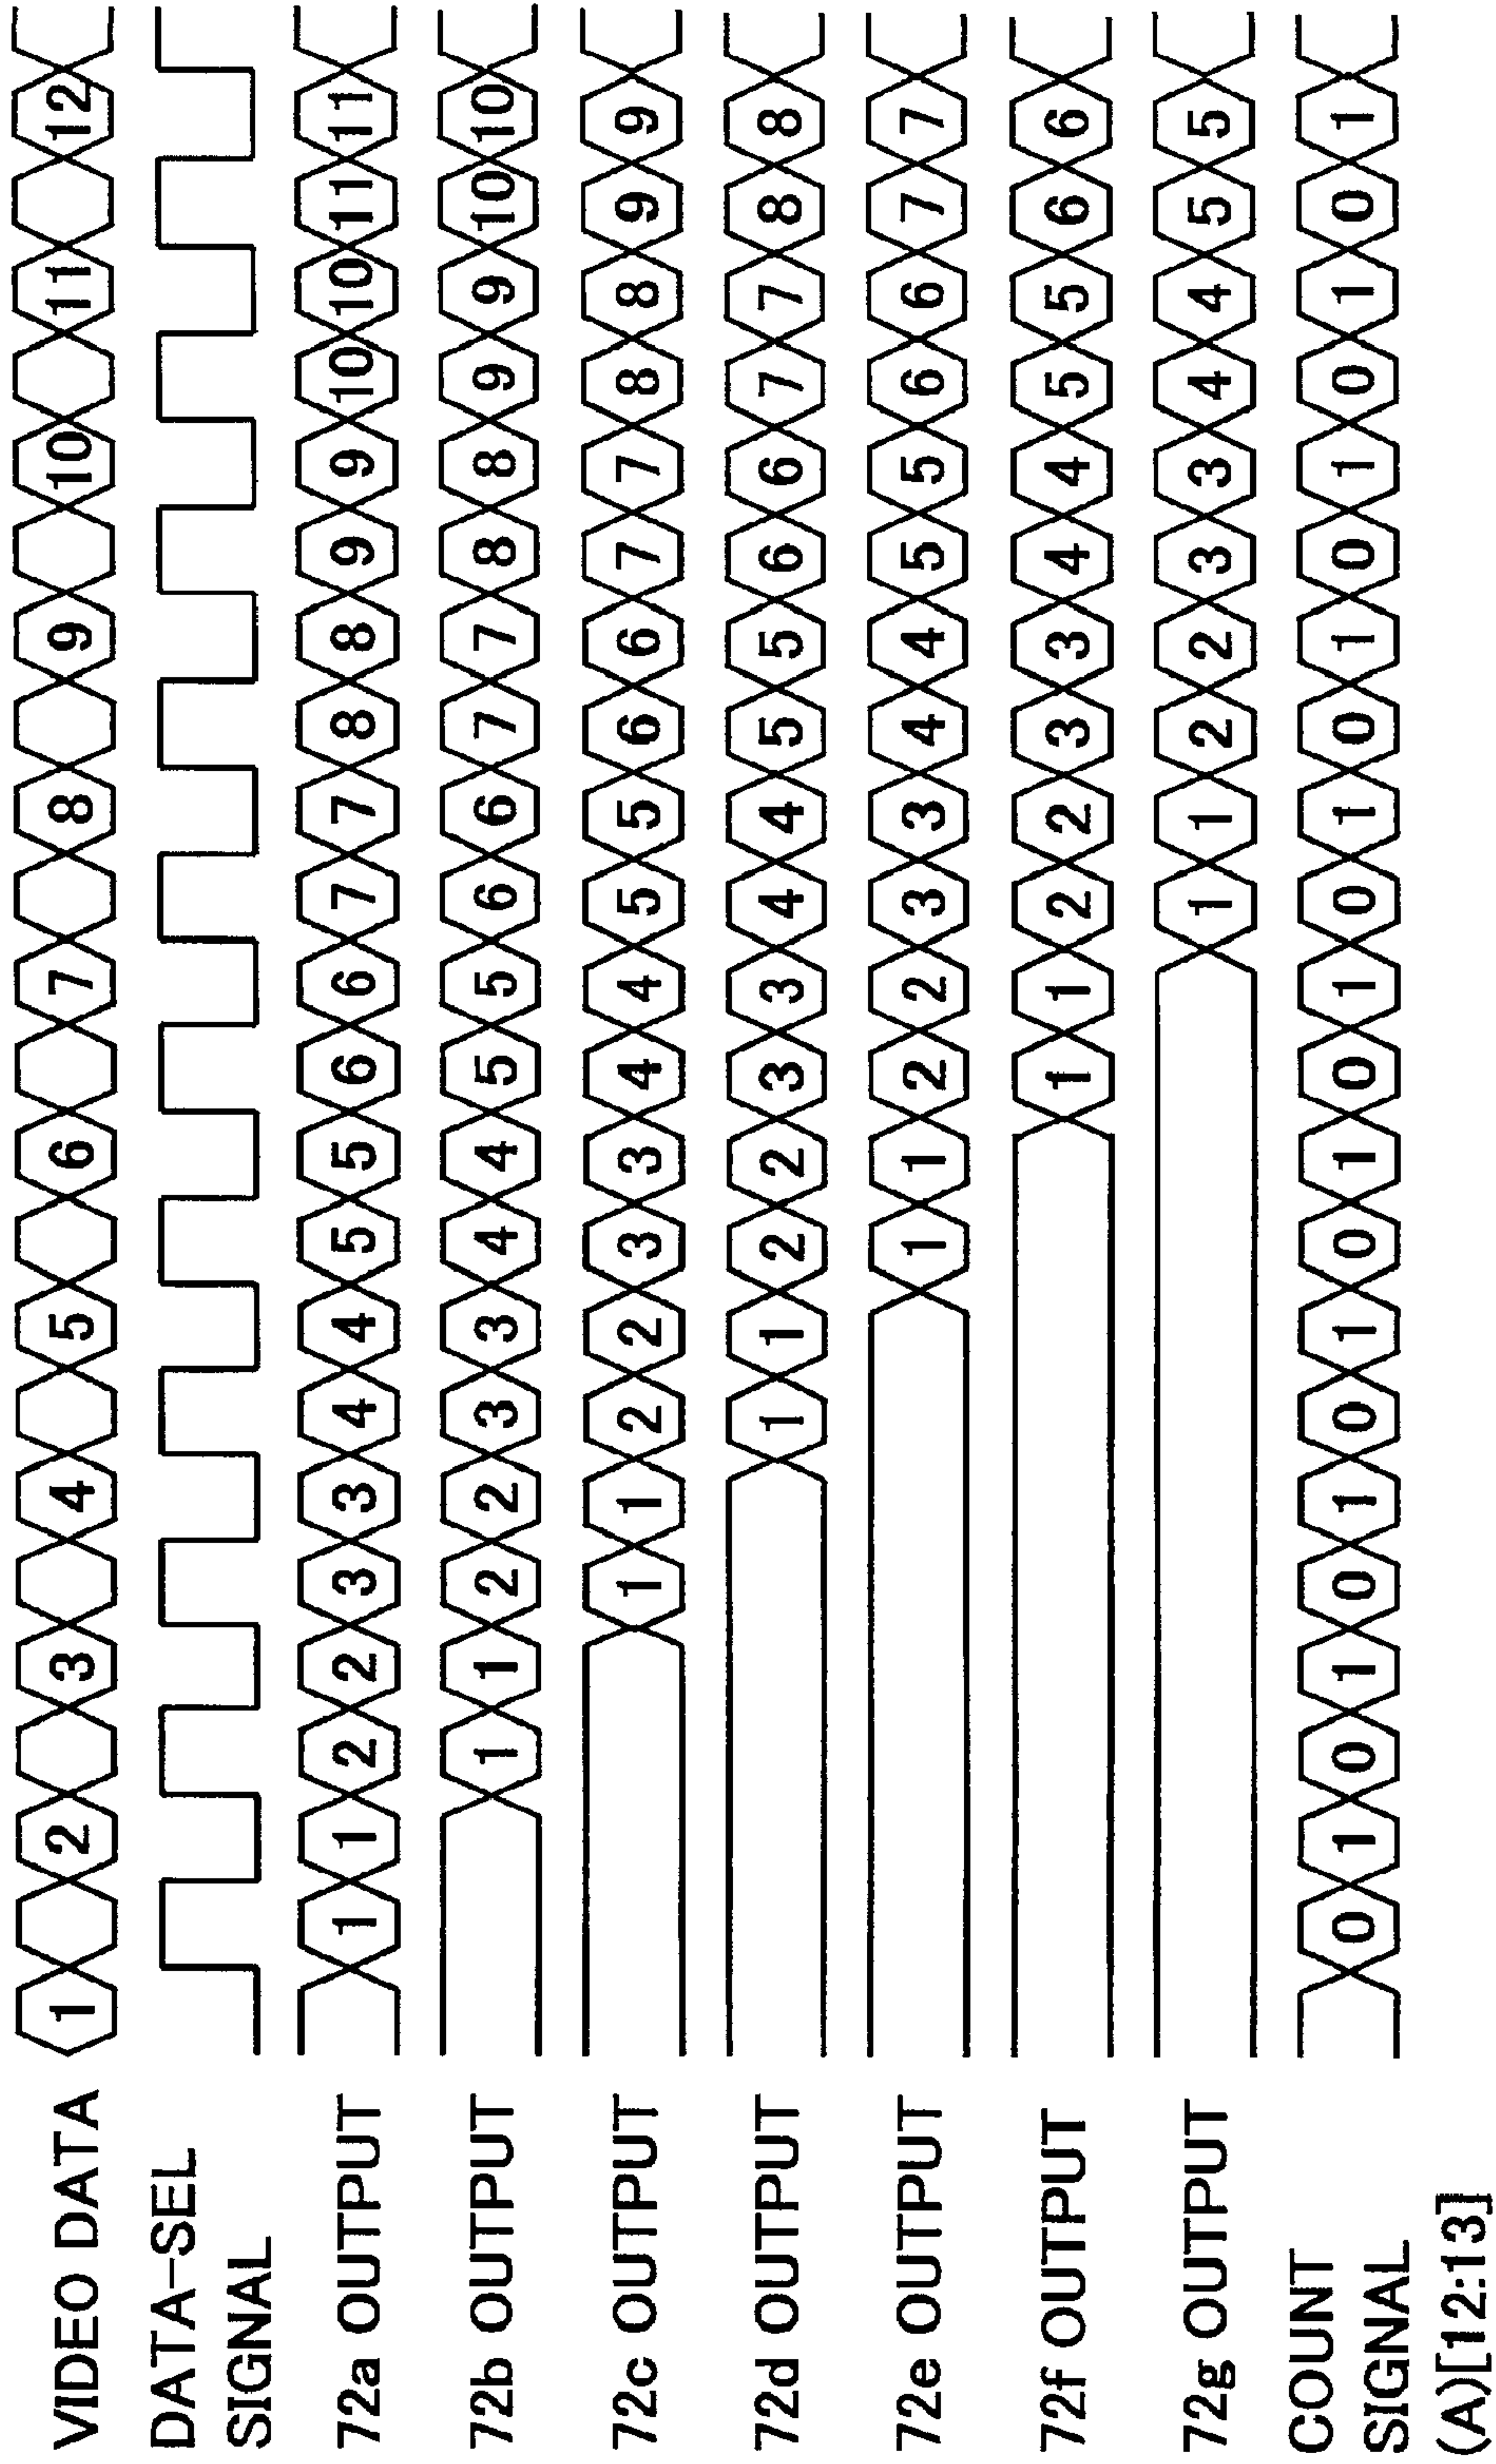 VIDEO DATA 1 2 3 4 5 6 7 8 9 10 11 12
DATA-SEL
SIGNAL
72a OUTPUT 1 1 2 2 3 3 4 4 5 5 6 6 7 7 8 8 9 9 10 10 11 11
72b OUTPUT 1 1 2 2 3 3 4 4 5 5 6 6 7 7 8 8 9 9 10 10
72c OUTPUT 1 1 2 2 3 3 4 4 5 5 6 6 7 7 8 8 9 9
72d OUTPUT 1 1 2 2 3 3 4 4 5 5 6 6 7 7 8 8
72e OUTPUT 1 1 2 2 3 3 4 4 5 5 6 6 7 7
72f OUTPUT 1 1 2 2 3 3 4 4 5 5 6 6
72g OUTPUT 1 1 2 2 3 3 4 4 5 5
COUNT 0 1 0 1 0 1 0 1 0 1 0 1 0 1 0 1 0 1 0 1 0 1
SIGNAL
(A)[12:13]